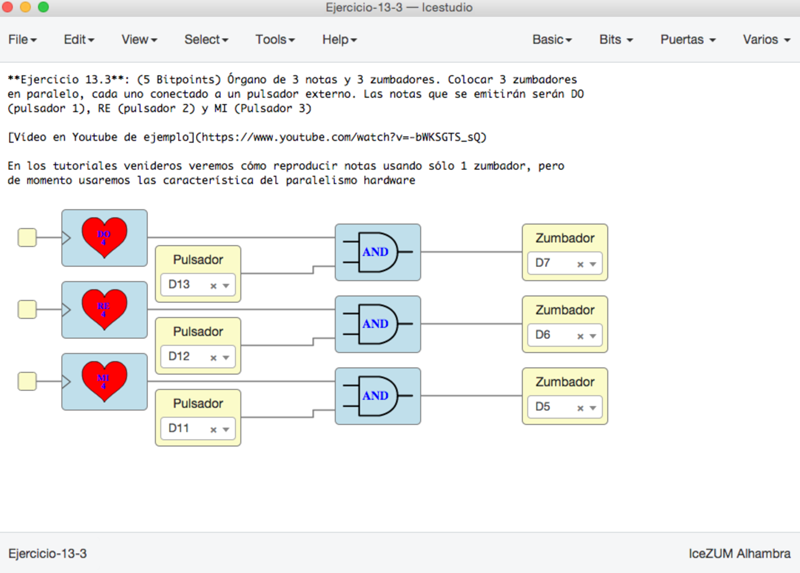 Ejercicio-13-3 — Icestudio
File Edit View Select Tools Help Basic Bits Puertas Varios
**Ejercicio 13.3**: (5 Bitpoints) Órgano de 3 notas y 3 zumbadores. Colocar 3 zumbadores
en paralelo, cada uno conectado a un pulsador externo. Las notas que se emitirán serán DO
(pulsador 1), RE (pulsador 2) y MI (Pulsador 3)
[Vídeo en Youtube de ejemplo](https://www.youtube.com/watch?v=-bWKSGTS_sQ)
En los tutoriales venideros veremos cómo reproducir notas usando sólo 1 zumbador, pero
de momento usaremos las característica del paralelismo hardware
DO
4
Pulsador
D13
AND
Zumbador
D7
RE
4
Pulsador
D12
AND
Zumbador
D6
MI
4
Pulsador
D11
AND
Zumbador
D5
Ejercicio-13-3
IceZUM Alhambra